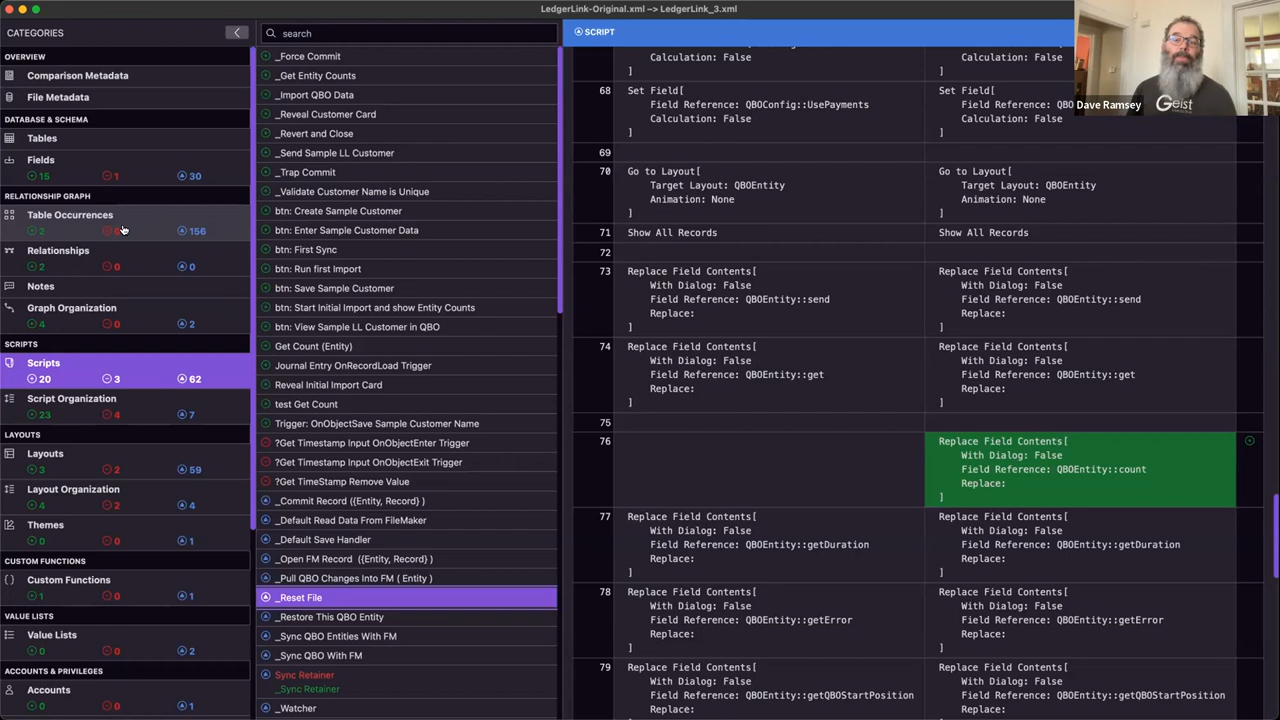 LedgerLink-Original.xml –> LedgerLink_3.xml
CATEGORIES
OVERVIEW
Comparison Metadata
File Metadata
DATABASE & SCHEMA
Tables
Fields
15 1 30
RELATIONSHIP GRAPH
Table Occurrences
2 156
Relationships
2 0 0
Notes
Graph Organization
4 0 2
SCRIPTS
Scripts
20 3 62
Script Organization
23 4 7
LAYOUTS
Layouts
3 2 59
Layout Organization
4 2 4
Themes
0 0 1
CUSTOM FUNCTIONS
Custom Functions
1 0 0
VALUE LISTS
Value Lists
0 0 2
ACCOUNTS & PRIVILEGES
Accounts
0 0 1
search
_Force Commit
_Get Entity Counts
_Import QBO Data
_Reveal Customer Card
_Revert and Close
_Send Sample LL Customer
_Trap Commit
_Validate Customer Name is Unique
btn: Create Sample Customer
btn: Enter Sample Customer Data
btn: First Sync
btn: Run first Import
btn: Save Sample Customer
btn: Start Initial Import and show Entity Counts
btn: View Sample LL Customer in QBO
Get Count (Entity)
Journal Entry OnRecordLoad Trigger
Reveal Initial Import Card
test Get Count
Trigger: OnObjectSave Sample Customer Name
?Get Timestamp Input OnObjectEnter Trigger
?Get Timestamp Input OnObjectExit Trigger
?Get TimeStamp Remove Value
_Commit Record ({Entity, Record} )
_Default Read Data From FileMaker
_Default Save Handler
_Open FM Record ({Entity, Record} )
_Pull QBO Changes Into FM ( Entity )
_Reset File
_Restore This QBO Entity
_Sync QBO Entities With FM
_Sync QBO With FM
Sync Retainer
_Sync Retainer
_Watcher
SCRIPT
Calculation: False Calculation: False
] ]
68 Set Field[ Set Field[
Field Reference: QBOConfig::UsePayments Field Reference:
Calculation: False Calculation: False
] ]
69
70 Go to Layout[ Go to Layout[
Target Layout: QBOEntity Target Layout: QBOEntity
Animation: None Animation: None
] ]
71 Show All Records Show All Records
72
73 Replace Field Contents[ Replace Field Contents[
With Dialog: False With Dialog: False
Field Reference: QBOEntity::send Field Reference: QBOEntity::send
Replace: Replace:
] ]
74 Replace Field Contents[ Replace Field Contents[
With Dialog: False With Dialog: False
Field Reference: QBOEntity::get Field Reference: QBOEntity::get
Replace: Replace:
] ]
75
76 Replace Field Contents[
With Dialog: False
Field Reference: QBOEntity::count
Replace:
]
77 Replace Field Contents[ Replace Field Contents[
With Dialog: False With Dialog: False
Field Reference: QBOEntity::getDuration Field Reference: QBOEntity::getDuration
Replace: Replace:
] ]
78 Replace Field Contents[ Replace Field Contents[
With Dialog: False With Dialog: False
Field Reference: QBOEntity::getError Field Reference: QBOEntity::getError
Replace: Replace:
] ]
79 Replace Field Contents[ Replace Field Contents[
With Dialog: False With Dialog: False
Field Reference: QBOEntity::getQBOStartPosition Field Reference: QBOEntity::getQBOStartPosition
Replace: Replace:
Dave Ramsey
Geist